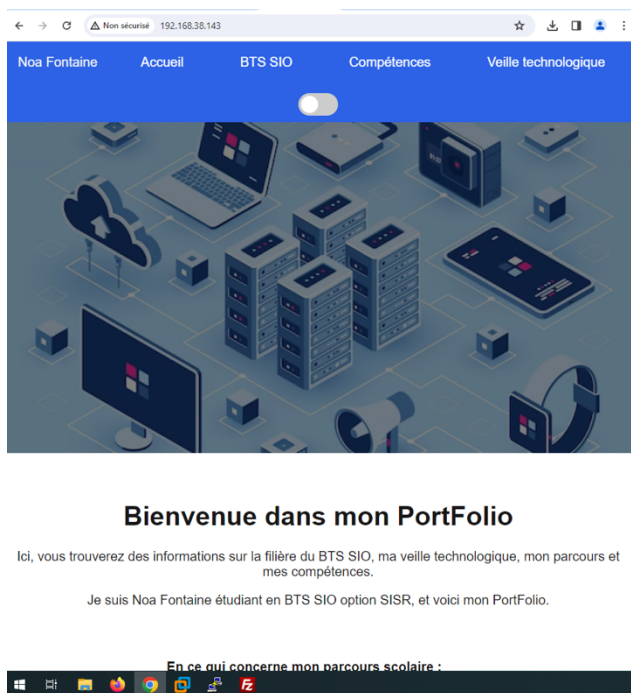 Non sécurisé 192.168.38.143
Noa Fontaine Accueil BTS SIO Compétences Veille technologique
Bienvenue dans mon PortFolio
Ici, vous trouverez des informations sur la filière du BTS SIO, ma veille technologique, mon parcours et
mes compétences.
Je suis Noa Fontaine étudiant en BTS SIO option SISR, et voici mon PortFolio.
En ce qui concerne mon parcours scolaire :